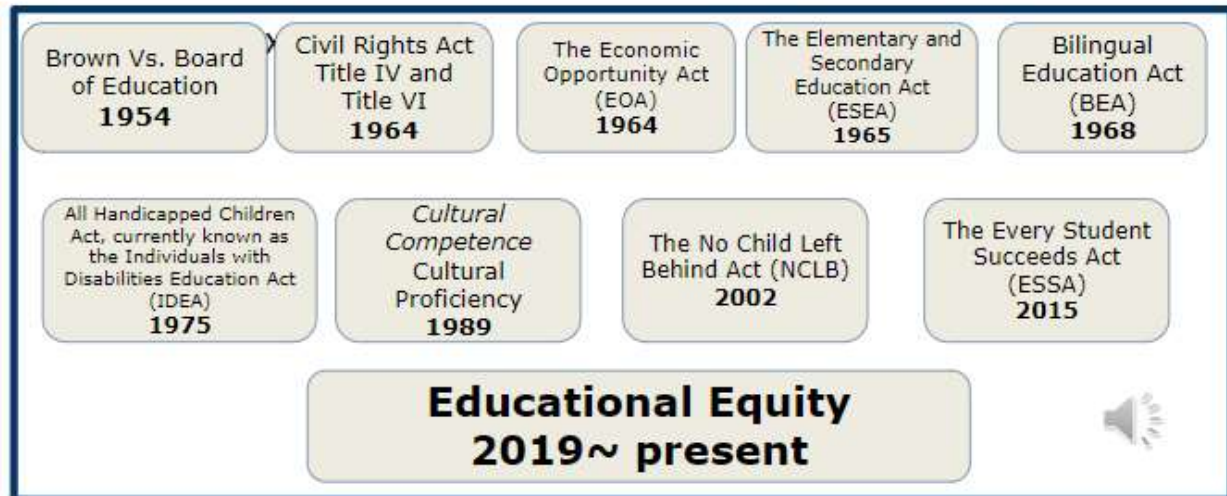 Brown Vs. Board
of Education
1954
Civil Rights Act
Title IV and
Title VI
1964
The Economic
Opportunity Act
(EOA)
1964
The Elementary and
Secondary
Education Act
(ESEA)
1965
Bilingual
Education Act
(BEA)
1968
All Handicapped Children
Act, currently known as
the Individuals with
Disabilities Education Act
(IDEA)
1975
Cultural
Competence
Cultural
Proficiency
1989
The No Child Left
Behind Act (NCLB)
2002
The Every Student
Succeeds Act
(ESSA)
2015
Educational Equity
2019~ present